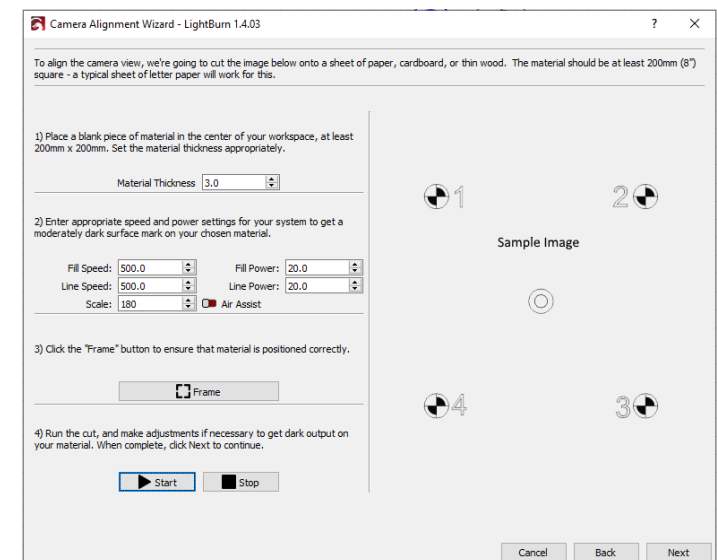 Camera Alignment Wizard - LightBurn 1.4.03
To align the camera view, we're going to cut the image below onto a sheet of paper, cardboard, or thin wood. The material should be at least 200mm (8")
square - a typical sheet of letter paper will work for this.
1) Place a blank piece of material in the center of your workspace, at least
200mm x 200mm. Set the material thickness appropriately.
Material Thickness 3.0
2) Enter appropriate speed and power settings for your system to get a
moderately dark surface mark on your chosen material.
Fill Speed: 500.0 Fill Power: 20.0
Line Speed: 500.0 Line Power: 20.0
Scale: 180 Air Assist
3) Click the "Frame" button to ensure that material is positioned correctly.
Frame
4) Run the cut, and make adjustments if necessary to get dark output on
your material. When complete, click Next to continue.
Start Stop
1 2
Sample Image
4 3
Cancel Back Next